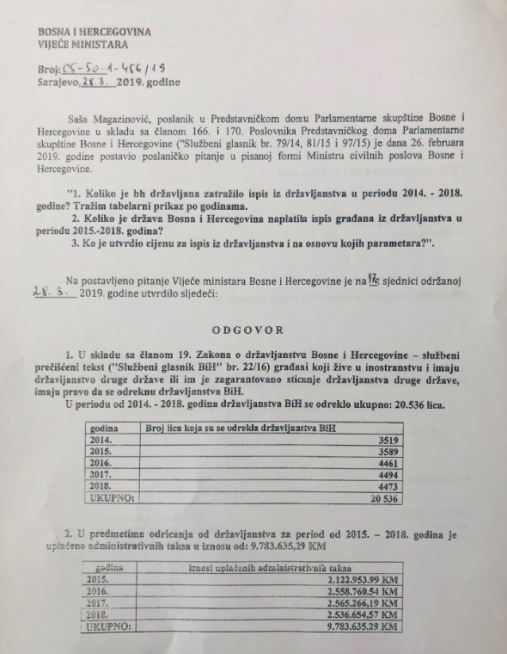 BOSNA I HERCEGOVINA
VIJEĆE MINISTARA
Broj: 05-50-1-456/19
Sarajevo, 28.3. 2019. godine
Saša Magazinović, poslanik u Predstavničkom domu Parlamentarne skupštine Bosne i
Hercegovine u skladu sa članom 166. i 170. Poslovnika Predstavničkog doma Parlamentarne
skupštine Bosne i Hercegovine ("Službeni glasnik br. 79/14, 81/15 i 97/15) je dana 26. februara
2019. godine postavio poslaničko pitanje u pisanoj formi Ministru civilnih poslova Bosne i
Hercegovine.
"1. Koliko je bh državljana zatražilo ispis iz državljanstva u periodu 2014. - 2018.
godine? Tražim tabelarni prikaz po godinama.
2. Koliko je država Bosna i Hercegovina naplatila ispis građana iz državljanstva u
periodu 2015.-2018. godina?
3. Ko je utvrdio cijenu za ispis iz državljanstva i na osnovu kojih parametara?".
Na postavljeno pitanje Vijeće ministara Bosne i Hercegovine je na sjednici održanoj
28.3. 2019. godine utvrdilo sljedeći:
ODGOVOR
1. U skladu sa članom 19. Zakona o državljanstvu Bosne i Hercegovine – službeni
prečišćeni tekst ("Službeni glasnik BiH" br. 22/16) građani koji žive u inostranstvu i imaju
državljanstvo druge države ili im je zagarantovano sticanje državljanstva druge države,
imaju pravo da se odreknu državljanstva BiH.
U periodu od 2014. - 2018. godina državljanstva BiH se odreklo ukupno: 20.536 lica.
godina Broj lica koja su se odrekla državljanstva BiH
2014. 3519
2015. 3589
2016. 4461
2017. 4494
2018. 4473
UKUPNO: 20 536
2. U predmetima odricanja od državljanstva za period od 2015. – 2018. godina je
uplaćeno administrativnih taksa u iznosu od: 9.783.635,29 KM
godina iznosi uplaćenih administrativnih taksa
2015. 2.122.953.99 KM
2016. 2.558.760.54 KM
2017. 2.565.266,19 KM
2018. 2.536.654,57 KM
UKUPNO: 9.783.635.29 KM